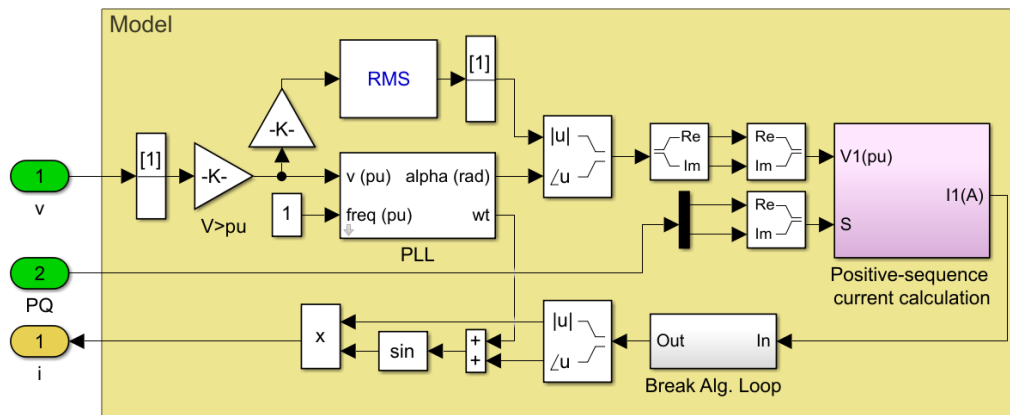 Model
[1]
RMS
-K-
|u|
∠u
Re
Im
Re
Im
V1(pu)
I1(A)
S
[1]
1
v
-K-
V>pu
v (pu)
alpha (rad)
freq (pu)
wt
1
PLL
Re
Im
2
PQ
Positive-sequence
current calculation
1
i
x
sin
+
+
|u|
∠u
Out
In
Break Alg. Loop